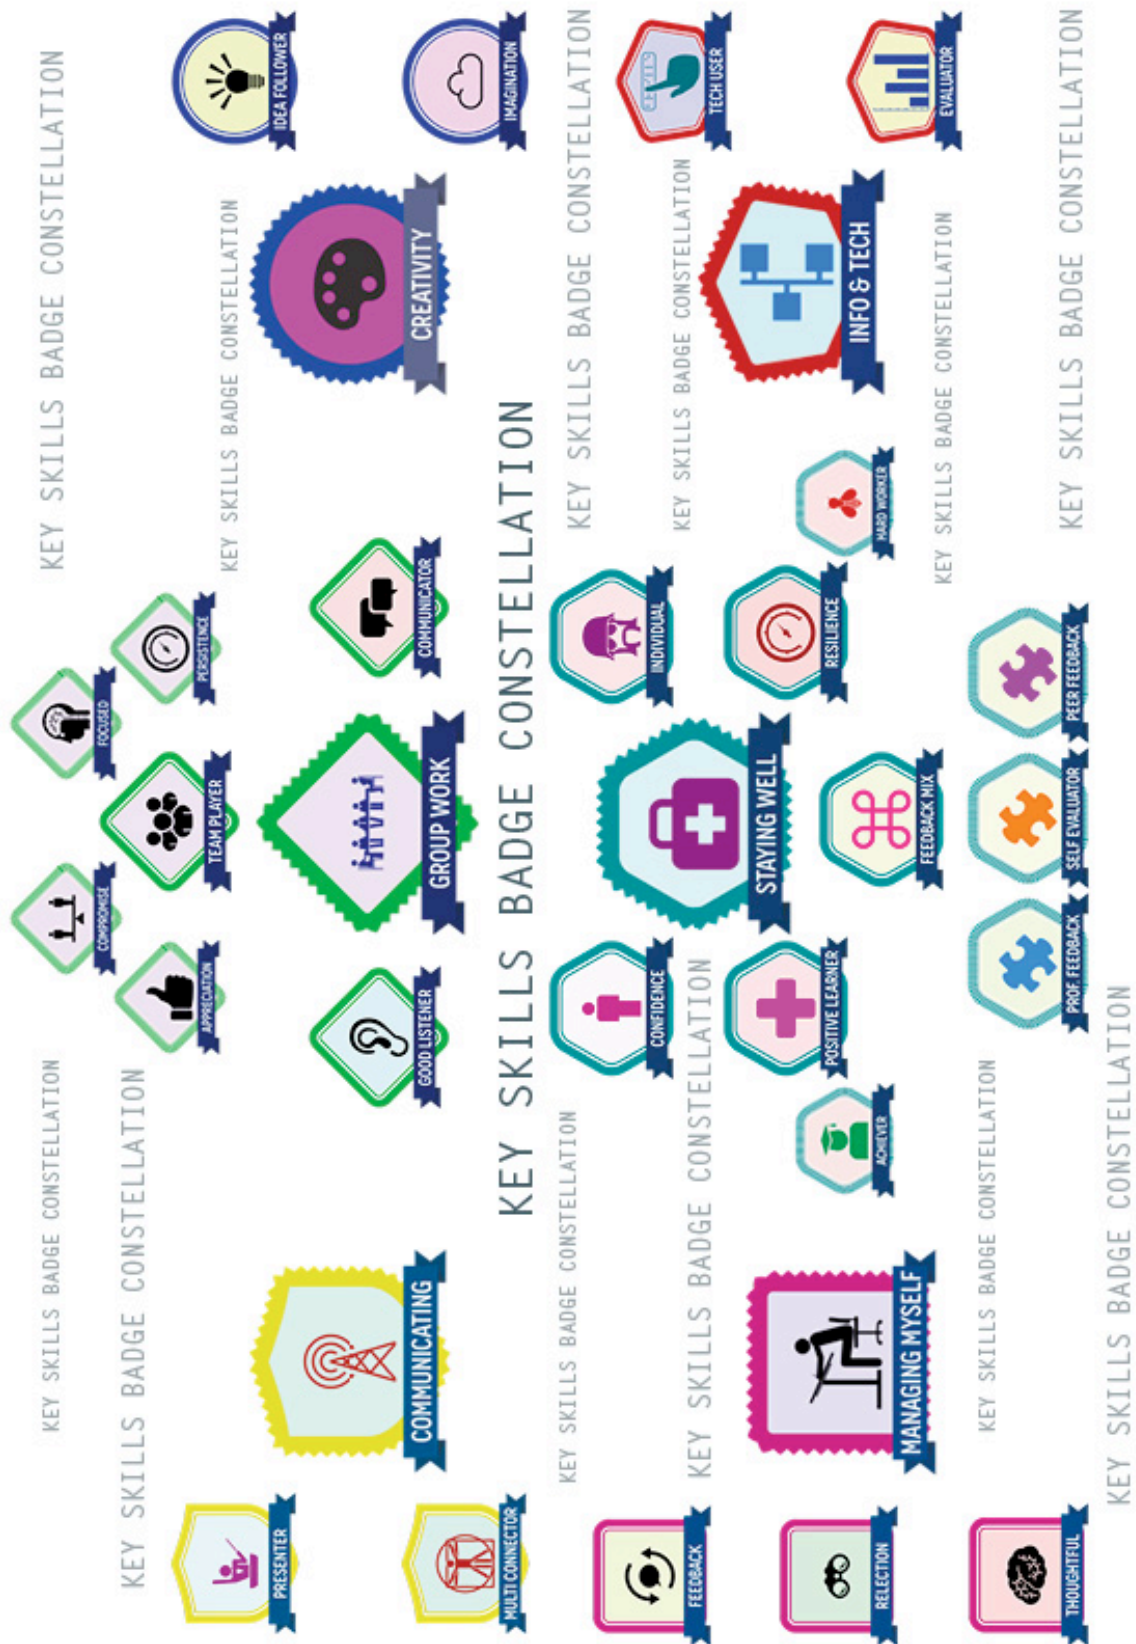 KEY SKILLS BADGE CONSTELLATION
KEY SKILLS BADGE CONSTELLATION
COMPROMISE
FOCUSED
KEY SKILLS BADGE CONSTELLATION
APPRECIATION
TEAM PLAYER
PERSISTENCE
KEY SKILLS BADGE CONSTELLATION
PRESENTER
IDEA FOLLOWER
COMMUNICATING
GOOD LISTENER
GROUP WORK
COMMUNICATOR
CREATIVITY
MULTI CONNECTOR
IMAGINATION
KEY SKILLS BADGE CONSTELLATION
KEY SKILLS BADGE CONSTELLATION
KEY SKILLS BADGE CONSTELLATION
CONFIDENCE
INDIVIDUAL
KEY SKILLS BADGE CONSTELLATION
FEEDBACK
KEY SKILLS BADGE CONSTELLATION
TECH USER
STAYING WELL
POSITIVE LEARNER
RESILIENCE
INFO & TECH
RELECTION
ACHIEVER
HARD WORKER
MANAGING MYSELF
FEEDBACK MIX
KEY SKILLS BADGE CONSTELLATION
EVALUATOR
KEY SKILLS BADGE CONSTELLATION
THOUGHTFUL
PROF. FEEDBACK
SELF EVALUATOR
PEER FEEDBACK
KEY SKILLS BADGE CONSTELLATION
KEY SKILLS BADGE CONSTELLATION